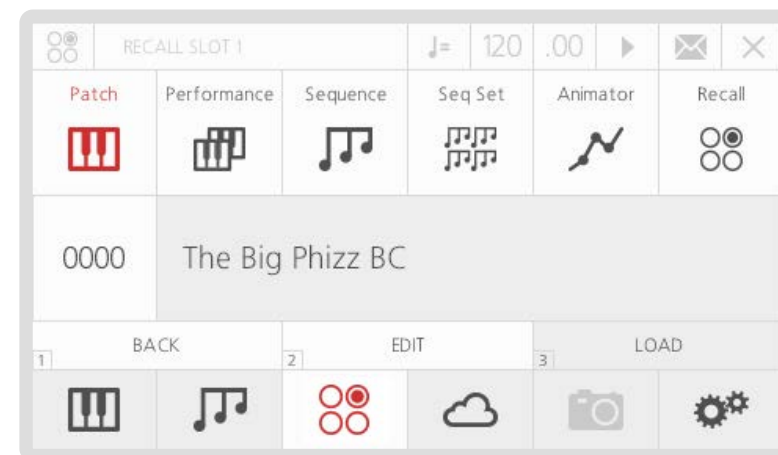 RECALL SLOT 1 = 120 .00
Patch Performance Sequence Seq Set Animator Recall
0000 The Big Phizz BC
BACK EDIT LOAD
1 2 3